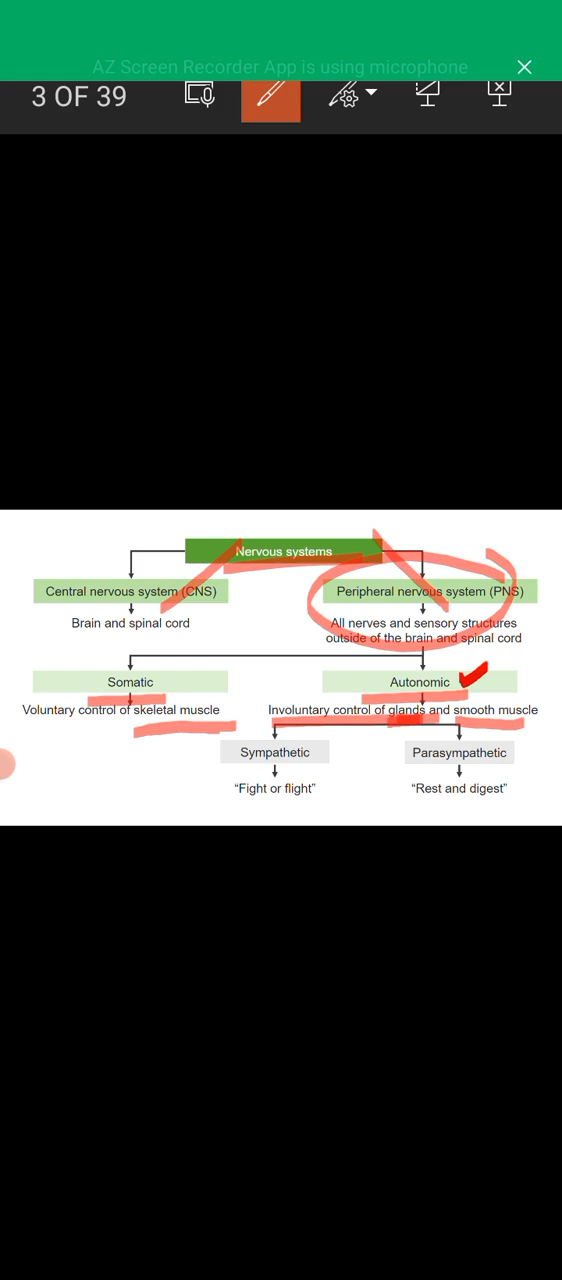 AZ Screen Recorder App is using microphone
3 OF 39
Nervous systems
Central nervous system (CNS)
Peripheral nervous system (PNS)
Brain and spinal cord
All nerves and sensory structures
outside of the brain and spinal cord
Somatic
Autonomic
Voluntary control of skeletal muscle
Involuntary control of glands and smooth muscle
Sympathetic
Parasympathetic
“Fight or flight”
“Rest and digest”